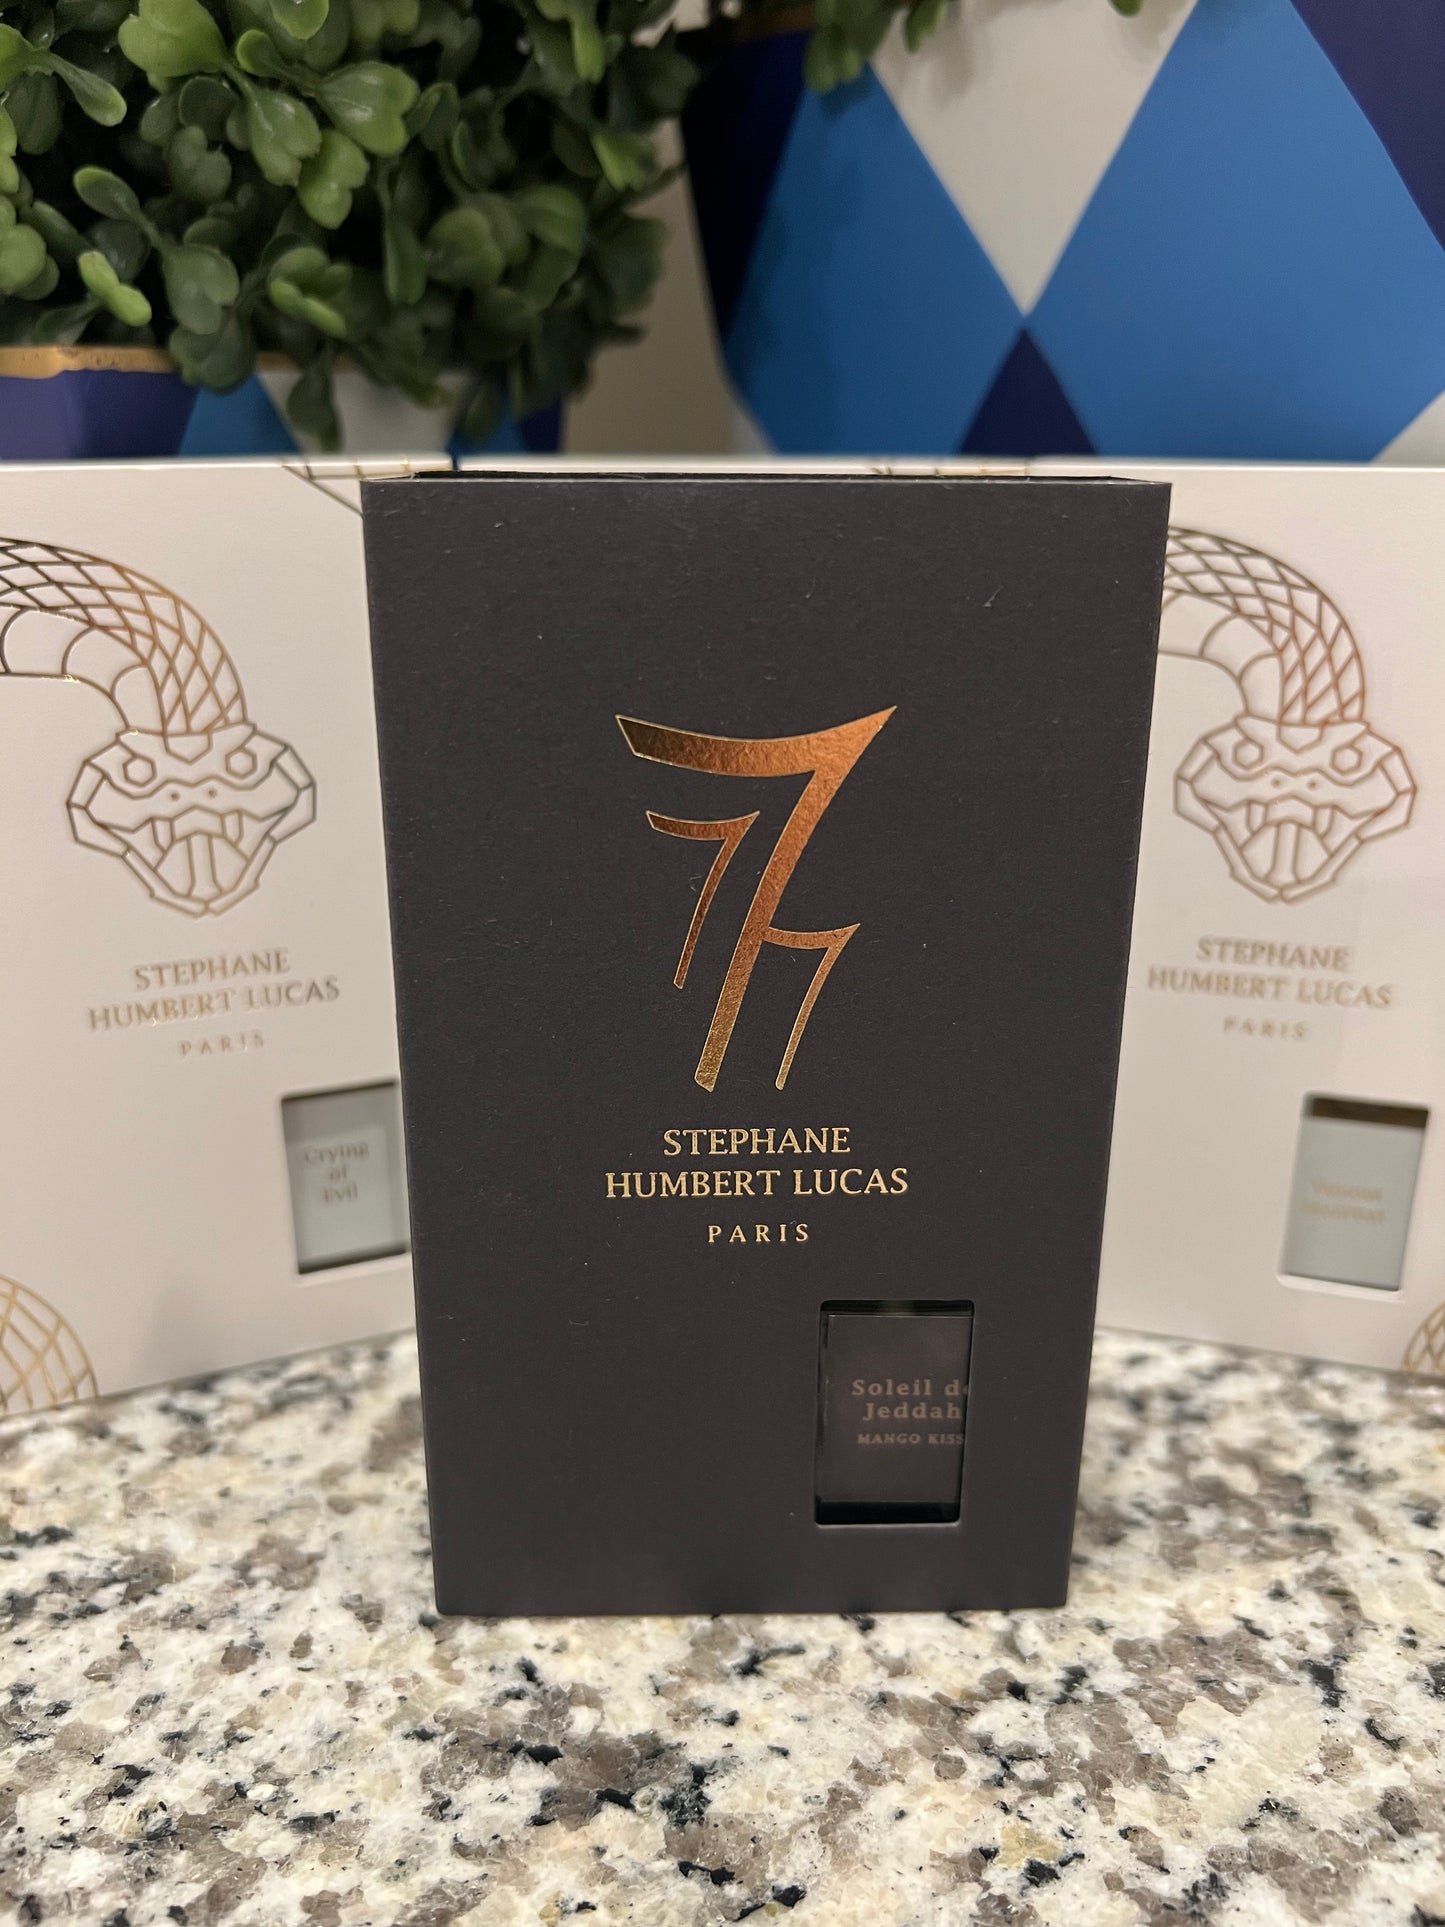 STEPHANE
HUMBERT LUCAS
PARIS
Crying
of
Evil
STEPHANE
HUMBERT LUCAS
PARIS
Soleil de
Jeddah
MANGO KISS
STEPHANE
HUMBERT LUCAS
PARIS